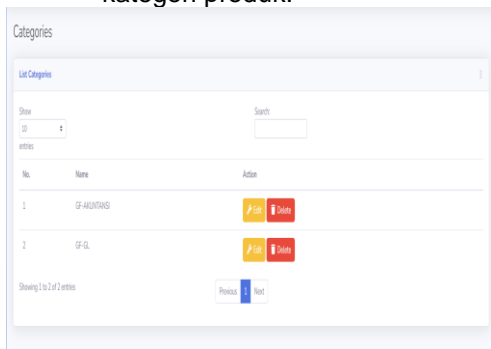 kategori produk.
Categories
List Categories
Show
10
entries
Search:
No. Name Action
1 GF-AKUNTANSI Edit Delete
2 GF-GL Edit Delete
Showing 1 to 2 of 2 entries
Previous 1 Next